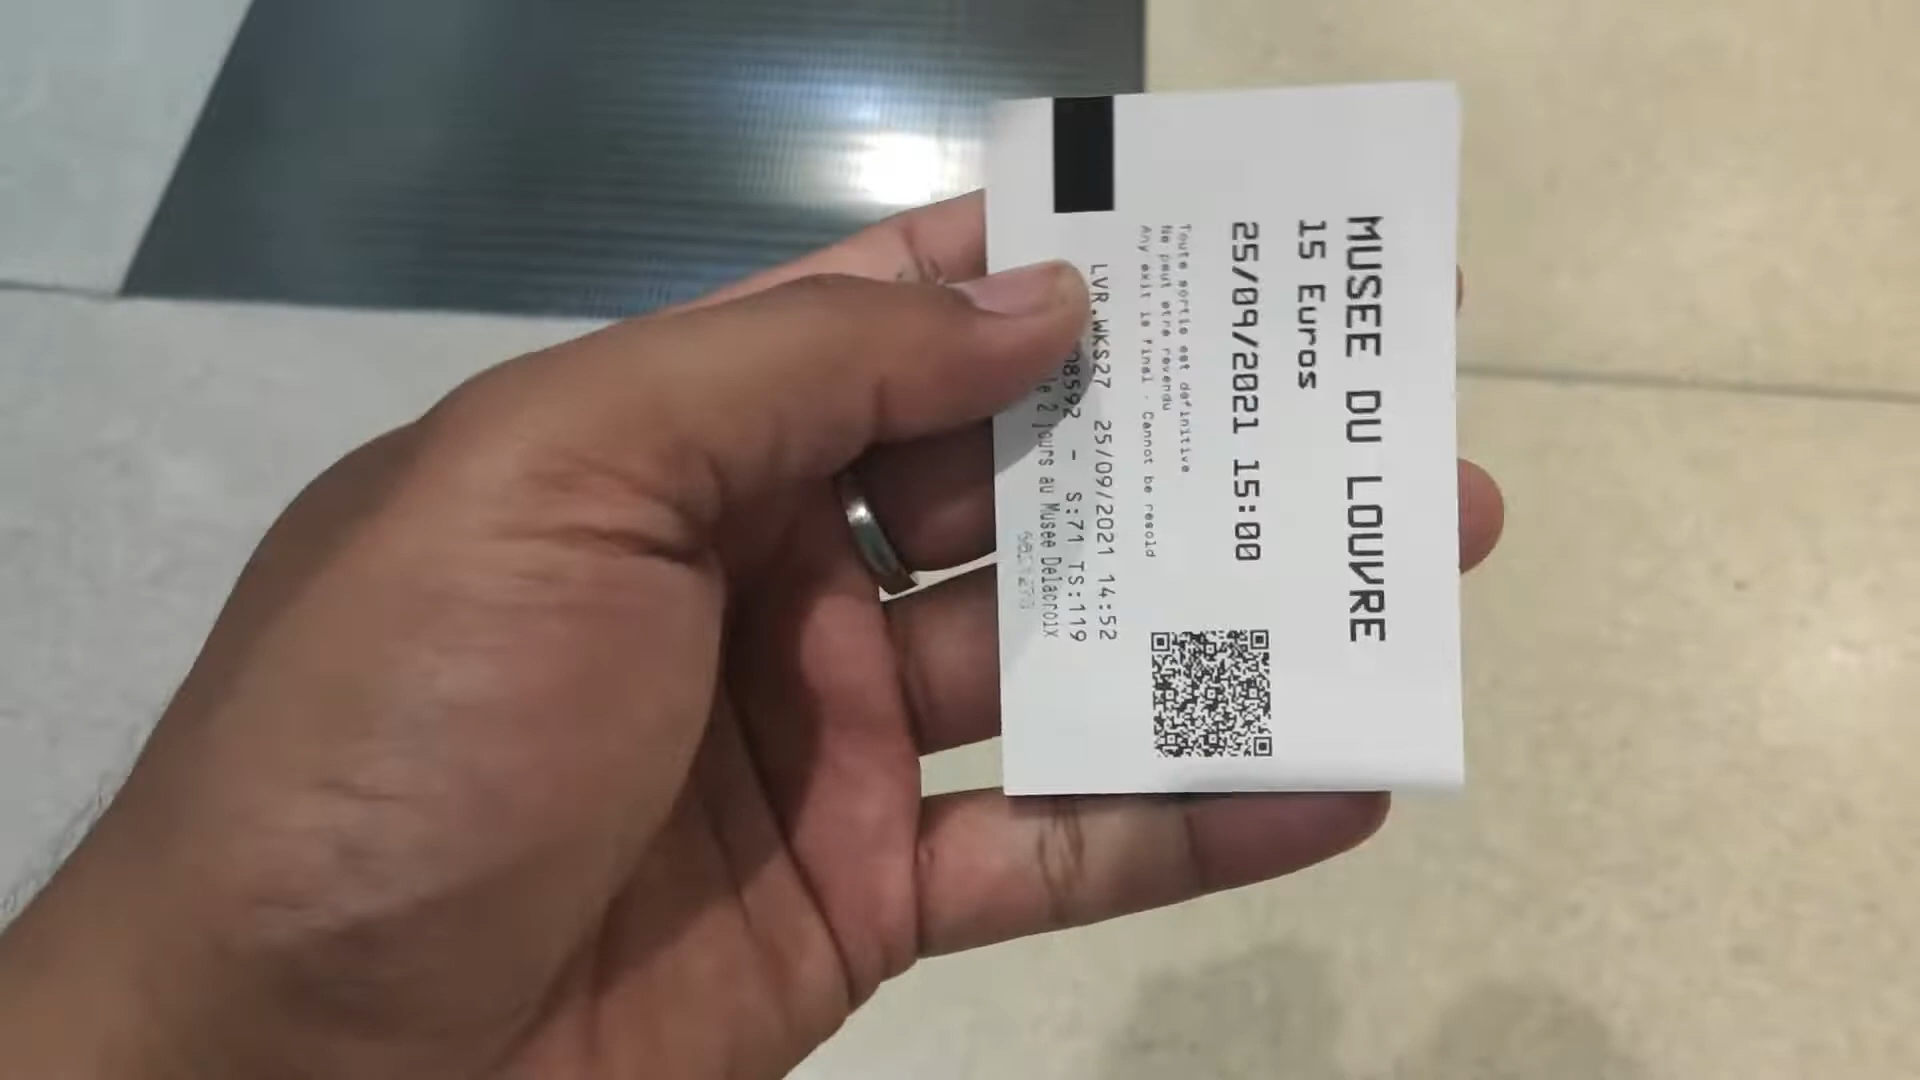 MUSEE DU LOUVRE
15 Euros
25/09/2021 15:00
Toute sortie est definitive
Ne peut etre revendu
Any exit is final - Cannot be resold
LVR.WKS27 25/09/2021 14:52
08592 - S:71 TS:119
2 jours au Musee Delacroix